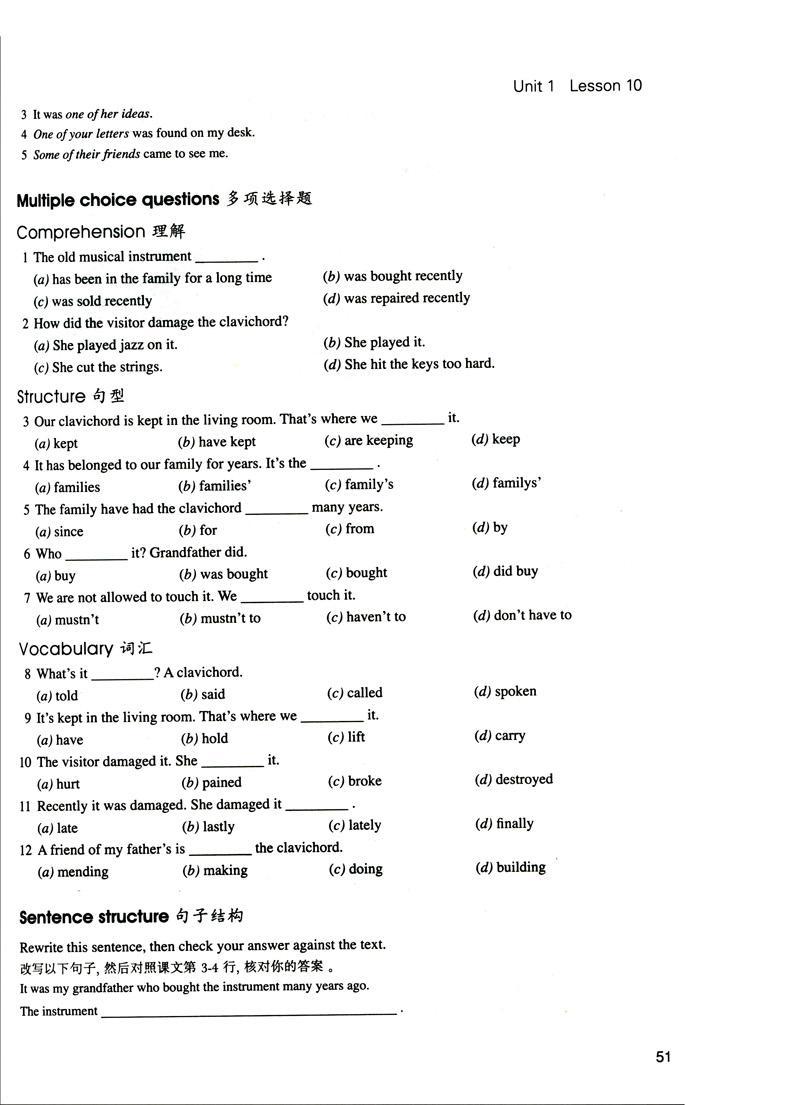 Unit 1 Lesson 10
3 It was one of her ideas.
4 One of your letters was found on my desk.
5 Some of their friends came to see me.
Multiple choice questions 多项选择题
Comprehension 理解
1 The old musical instrument ________ .
(a) has been in the family for a long time (b) was bought recently
(c) was sold recently (d) was repaired recently
2 How did the visitor damage the clavichord?
(a) She played jazz on it. (b) She played it.
(c) She cut the strings. (d) She hit the keys too hard.
Structure 句型
3 Our clavichord is kept in the living room. That's where we ________ it.
(a) kept (b) have kept (c) are keeping (d) keep
4 It has belonged to our family for years. It's the ________ .
(a) families (b) families' (c) family's (d) familys'
5 The family have had the clavichord ________ many years.
(a) since (b) for (c) from (d) by
6 Who ________ it? Grandfather did.
(a) buy (b) was bought (c) bought (d) did buy
7 We are not allowed to touch it. We ________ touch it.
(a) mustn't (b) mustn't to (c) haven't to (d) don't have to
Vocabulary 词汇
8 What's it ________? A clavichord.
(a) told (b) said (c) called (d) spoken
9 It's kept in the living room. That's where we ________ it.
(a) have (b) hold (c) lift (d) carry
10 The visitor damaged it. She ________ it.
(a) hurt (b) pained (c) broke (d) destroyed
11 Recently it was damaged. She damaged it ________ .
(a) late (b) lastly (c) lately (d) finally
12 A friend of my father's is ________ the clavichord.
(a) mending (b) making (c) doing (d) building
Sentence structure 句子结构
Rewrite this sentence, then check your answer against the text.
改写以下句子, 然后对照课文第 3-4 行, 核对你的答案 。
It was my grandfather who bought the instrument many years ago.
The instrument ________________________________________ .
51